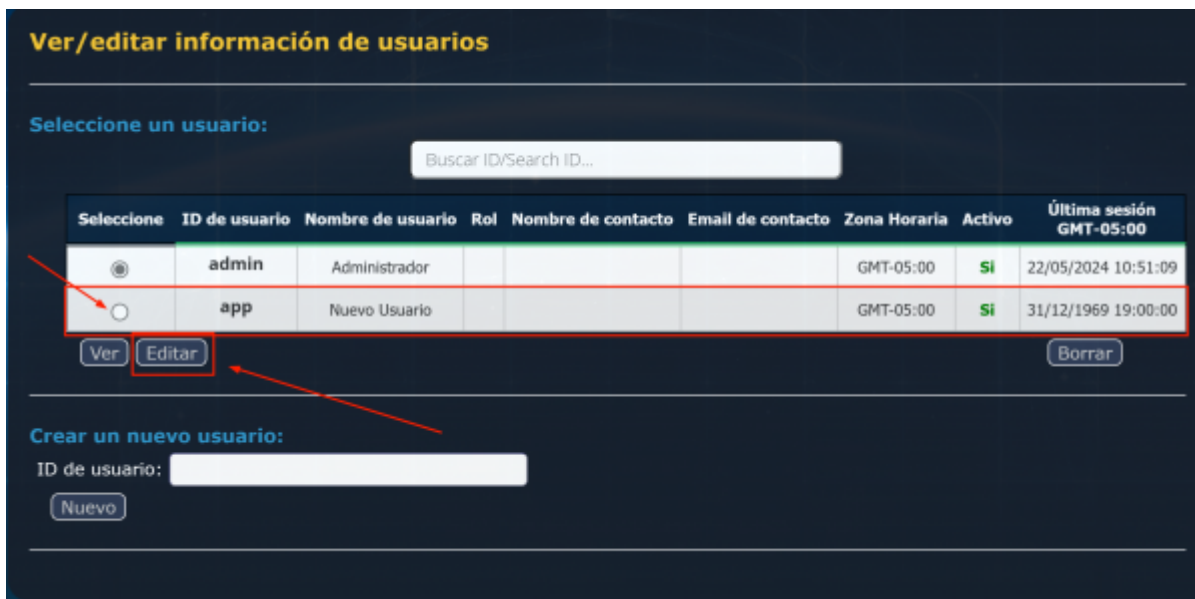 Ver/editar información de usuarios
Seleccione un usuario:
Buscar ID/Search ID...
Seleccione ID de usuario Nombre de usuario Rol Nombre de contacto Email de contacto Zona Horaria Activo Última sesión GMT-05:00
admin Administrador GMT-05:00 Si 22/05/2024 10:51:09
app Nuevo Usuario GMT-05:00 Si 31/12/1969 19:00:00
Ver Editar Borrar
Crear un nuevo usuario:
ID de usuario:
Nuevo